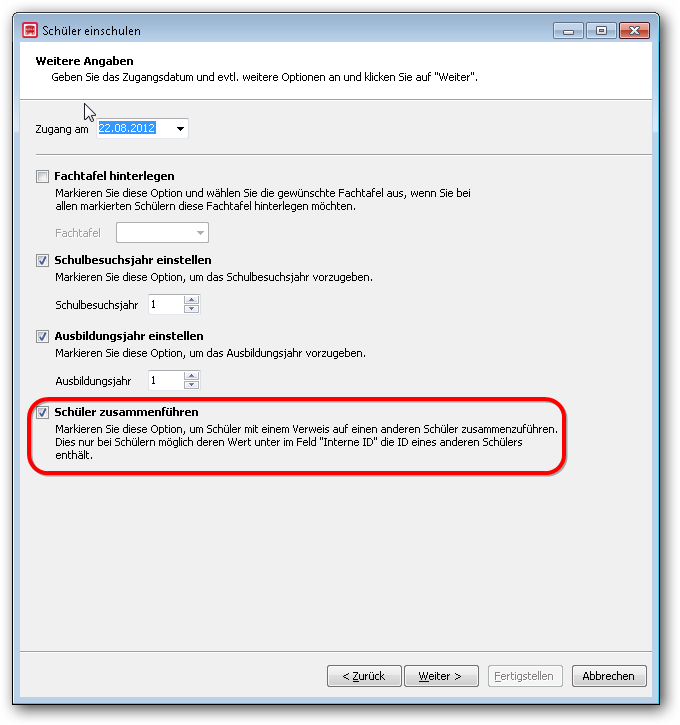 Schüler einschulen
Weitere Angaben
Geben Sie das Zugangsdatum und evtl. weitere Optionen an und klicken Sie auf "Weiter".
Zugang am 22.08.2012
Fachtafel hinterlegen
Markieren Sie diese Option und wählen Sie die gewünschte Fachtafel aus, wenn Sie bei
allen markierten Schülern diese Fachtafel hinterlegen möchten.
Fachtafel
Schulbesuchsjahr einstellen
Markieren Sie diese Option, um das Schulbesuchsjahr vorzugeben.
Schulbesuchsjahr 1
Ausbildungsjahr einstellen
Markieren Sie diese Option, um das Ausbildungsjahr vorzugeben.
Ausbildungsjahr 1
Schüler zusammenführen
Markieren Sie diese Option, um Schüler mit einem Verweis auf einen anderen Schüler zusammenzuführen.
Dies nur bei Schülern möglich deren Wert unter im Feld "Interne ID" die ID eines anderen Schülers
enthält.
< Zurück Weiter > Fertigstellen Abbrechen